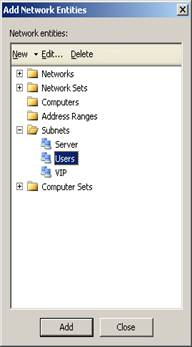 Add Network Entities
Network entities:
New Edit... Delete
Networks
Network Sets
Computers
Address Ranges
Subnets
Server
Users
VIP
Computer Sets
Add Close